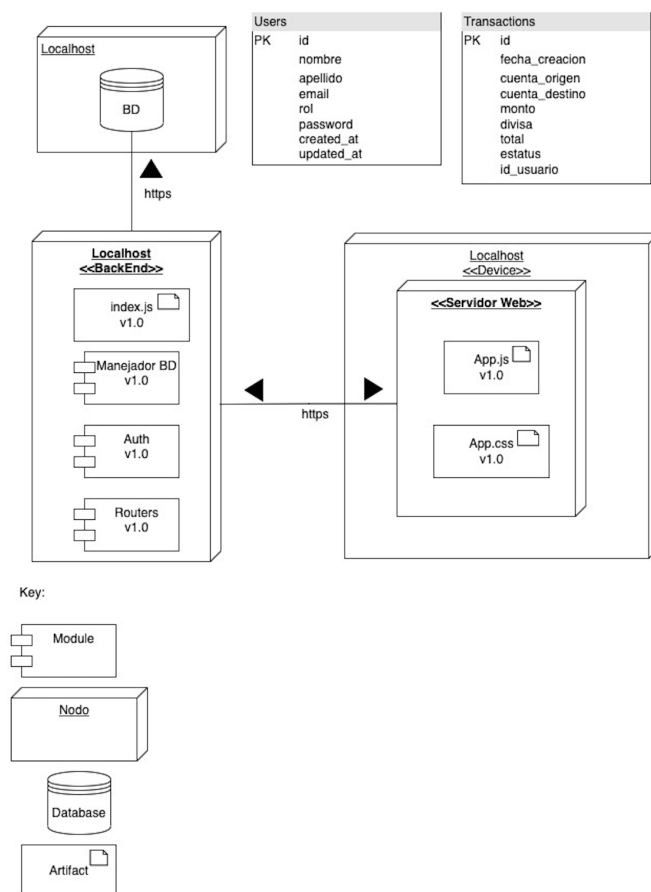 Localhost
BD
https
Users
PK id
nombre
apellido
email
rol
password
created_at
updated_at
Transactions
PK id
fecha_creacion
cuenta_origen
cuenta_destino
monto
divisa
total
estatus
id_usuario
Localhost
<<BackEnd>>
index.js
v1.0
Manejador BD
v1.0
Auth
v1.0
Routers
v1.0
https
Localhost
<<Device>>
<<Servidor Web>>
App.js
v1.0
App.css
v1.0
Key:
Module
Nodo
Database
Artifact